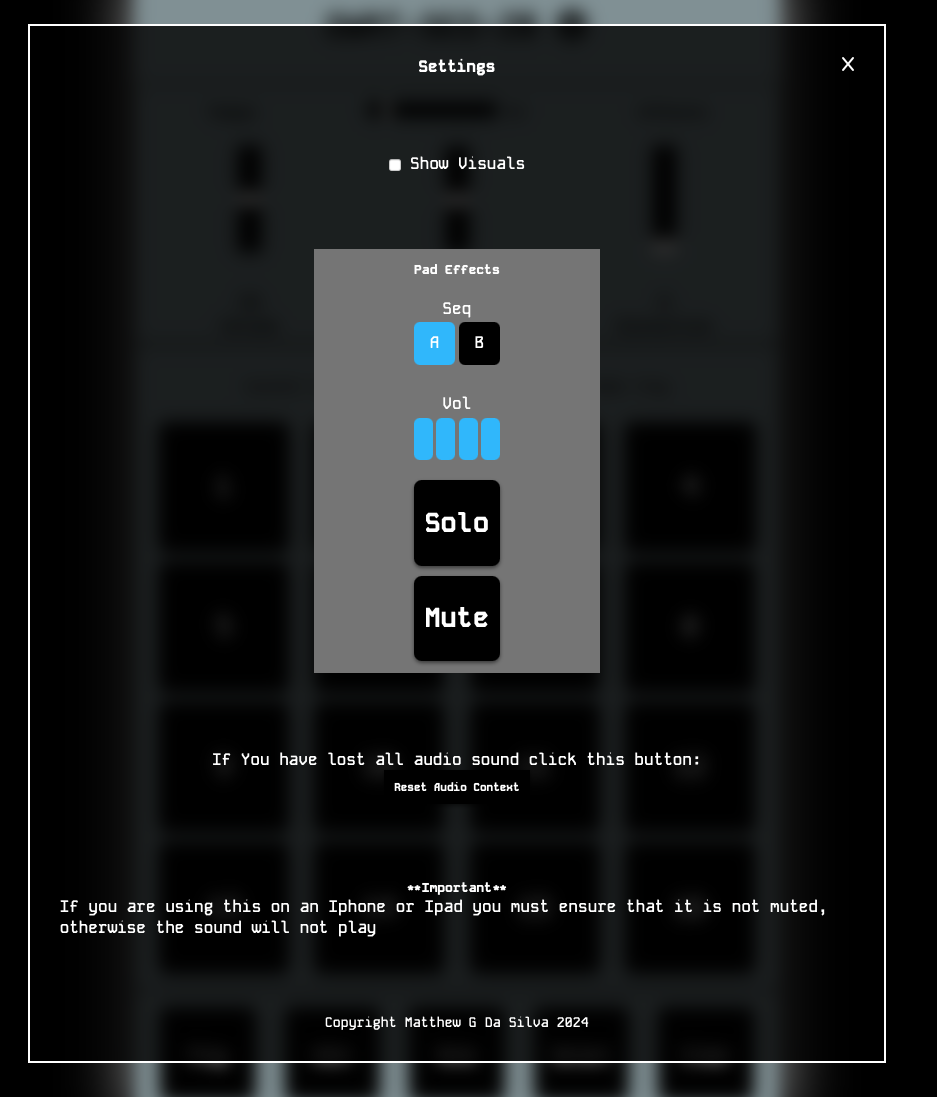 Settings
X
Show Visuals
Pad Effects
Seq
A B
Vol
Solo
Mute
If You have lost all audio sound click this button:
Reset Audio Context
**Important**
If you are using this on an Iphone or Ipad you must ensure that it is not muted,
otherwise the sound will not play
Copyright Matthew G Da Silva 2024